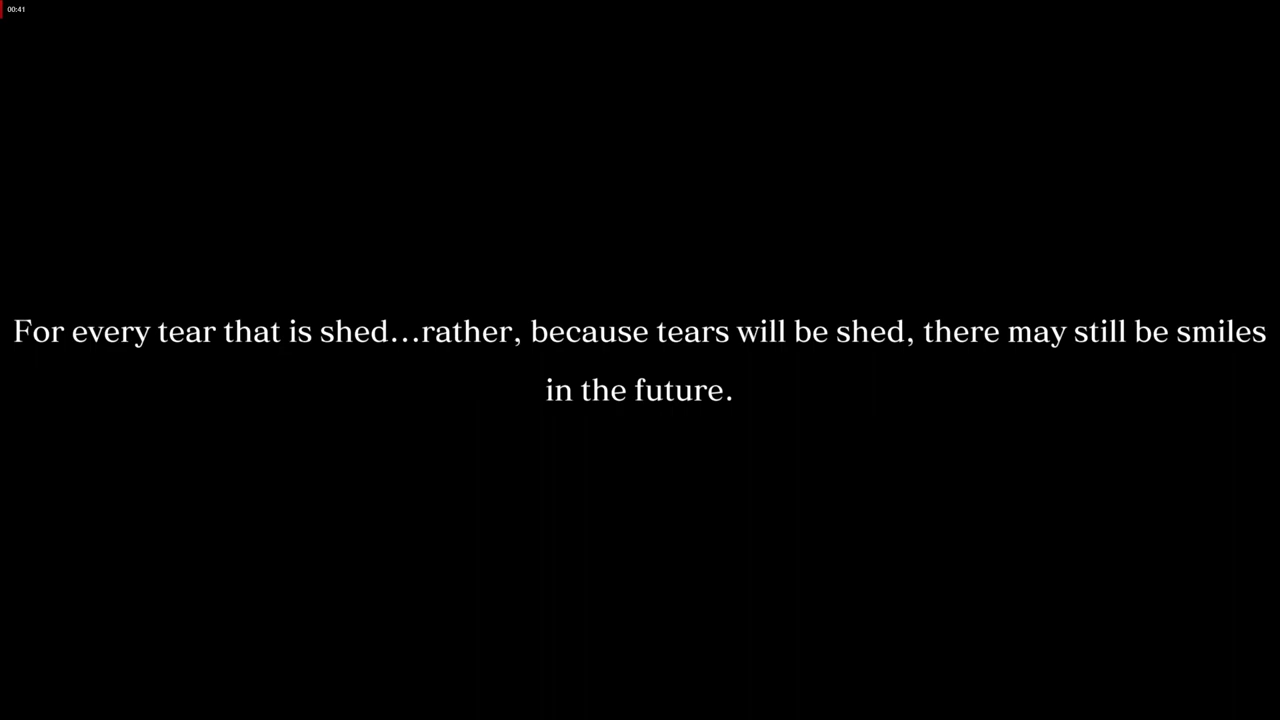 00:41
For every tear that is shed...rather, because tears will be shed, there may still be smiles
in the future.